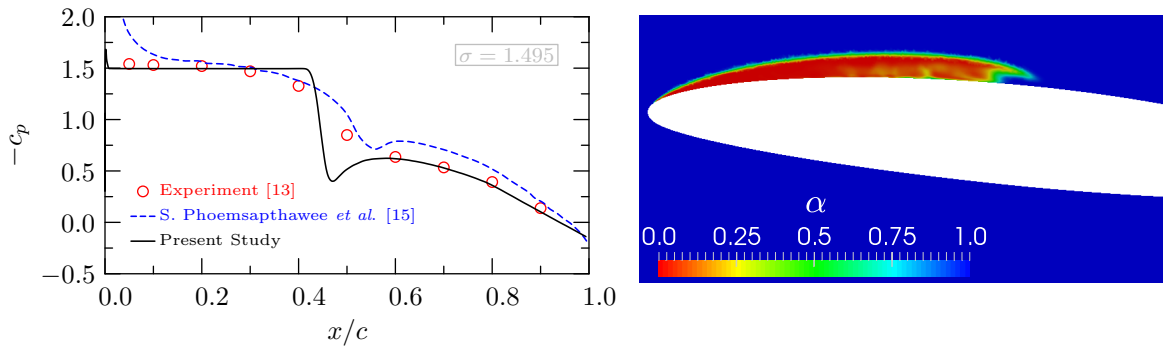 2.0
1.5
1.0
0.5
0.0
−0.5
−c_p
σ = 1.495
Experiment [13]
S. Phoemsapthawee et al. [15]
Present Study
0.0 0.2 0.4 0.6 0.8 1.0
x/c
α
0.0 0.25 0.5 0.75 1.0